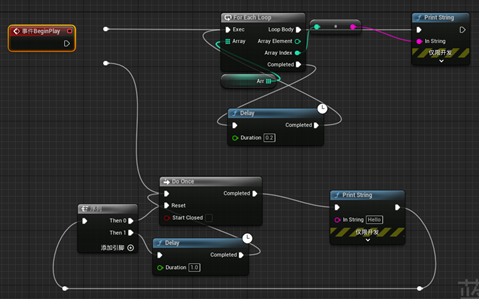 事件BeginPlay
For Each Loop
Exec
Loop Body
Array
Array Element
Array Index
Completed
Arr
Print String
In String
仅限开发
Delay
Completed
Duration 0.2
Do Once
Completed
Reset
Start Closed
序列
Then 0
Then 1
添加引脚
Delay
Completed
Duration 1.0
Print String
In String Hello
仅限开发